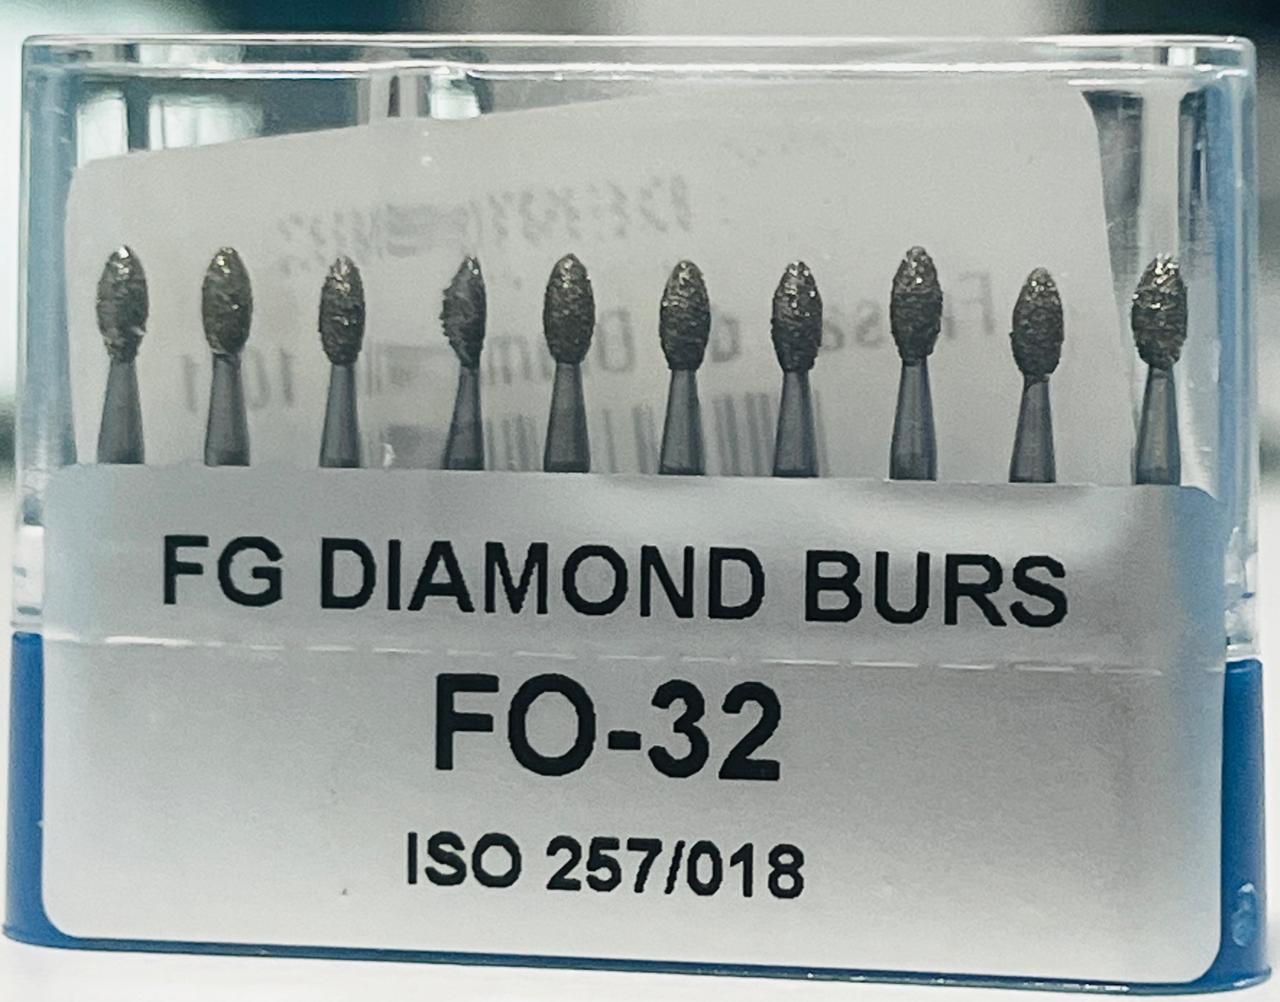 FG DIAMOND BURS
FO-32
ISO 257/018